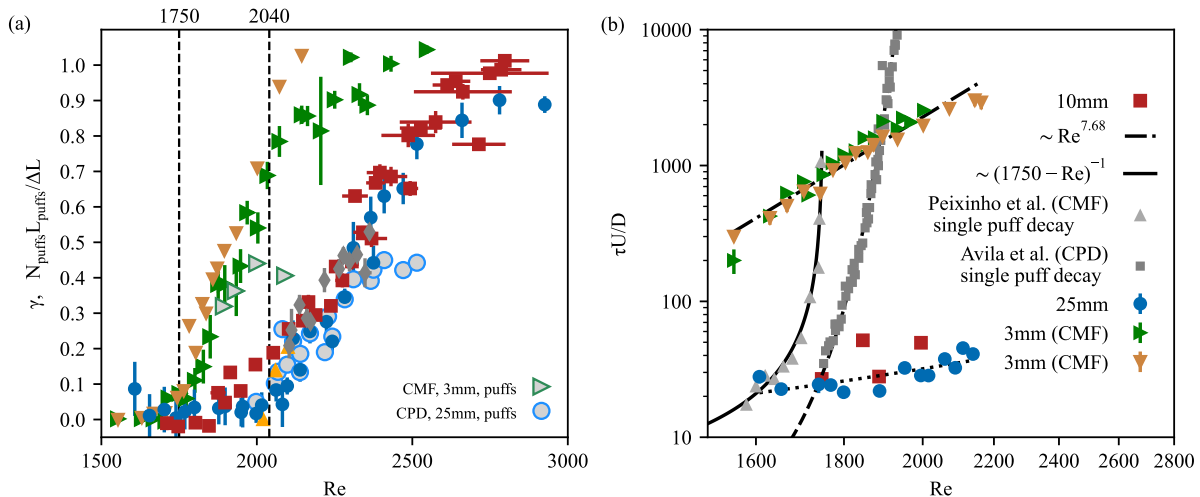 (a)
1750 2040
1.0
0.9
0.8
0.7
0.6
0.5
0.4
0.3
0.2
0.1
0.0
γ, N_puffs L_puffs/ΔL
CMF, 3mm, puffs
CPD, 25mm, puffs
1500 2000 2500 3000
Re
(b)
10000
1000
100
10
τU/D
10mm
~ Re^7.68
~ (1750 − Re)^−1
Peixinho et al. (CMF)
single puff decay
Avila et al. (CPD)
single puff decay
25mm
3mm (CMF)
3mm (CMF)
1600 1800 2000 2200 2400 2600 2800
Re